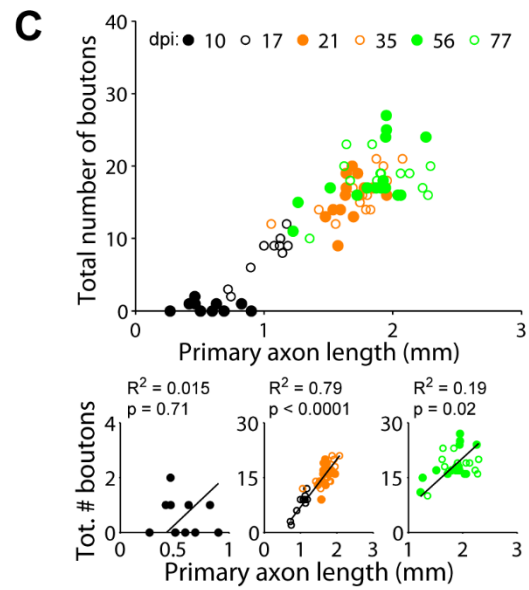 C
dpi: 10 17 21 35 56 77
Total number of boutons
40
30
20
10
0
0 1 2 3
Primary axon length (mm)
R² = 0.015
p = 0.71
R² = 0.79
p < 0.0001
R² = 0.19
p = 0.02
Tot. # boutons
4
2
0
0 0.5 1
30
15
0
0 1 2 3
30
15
0
0 1 2 3
Primary axon length (mm)